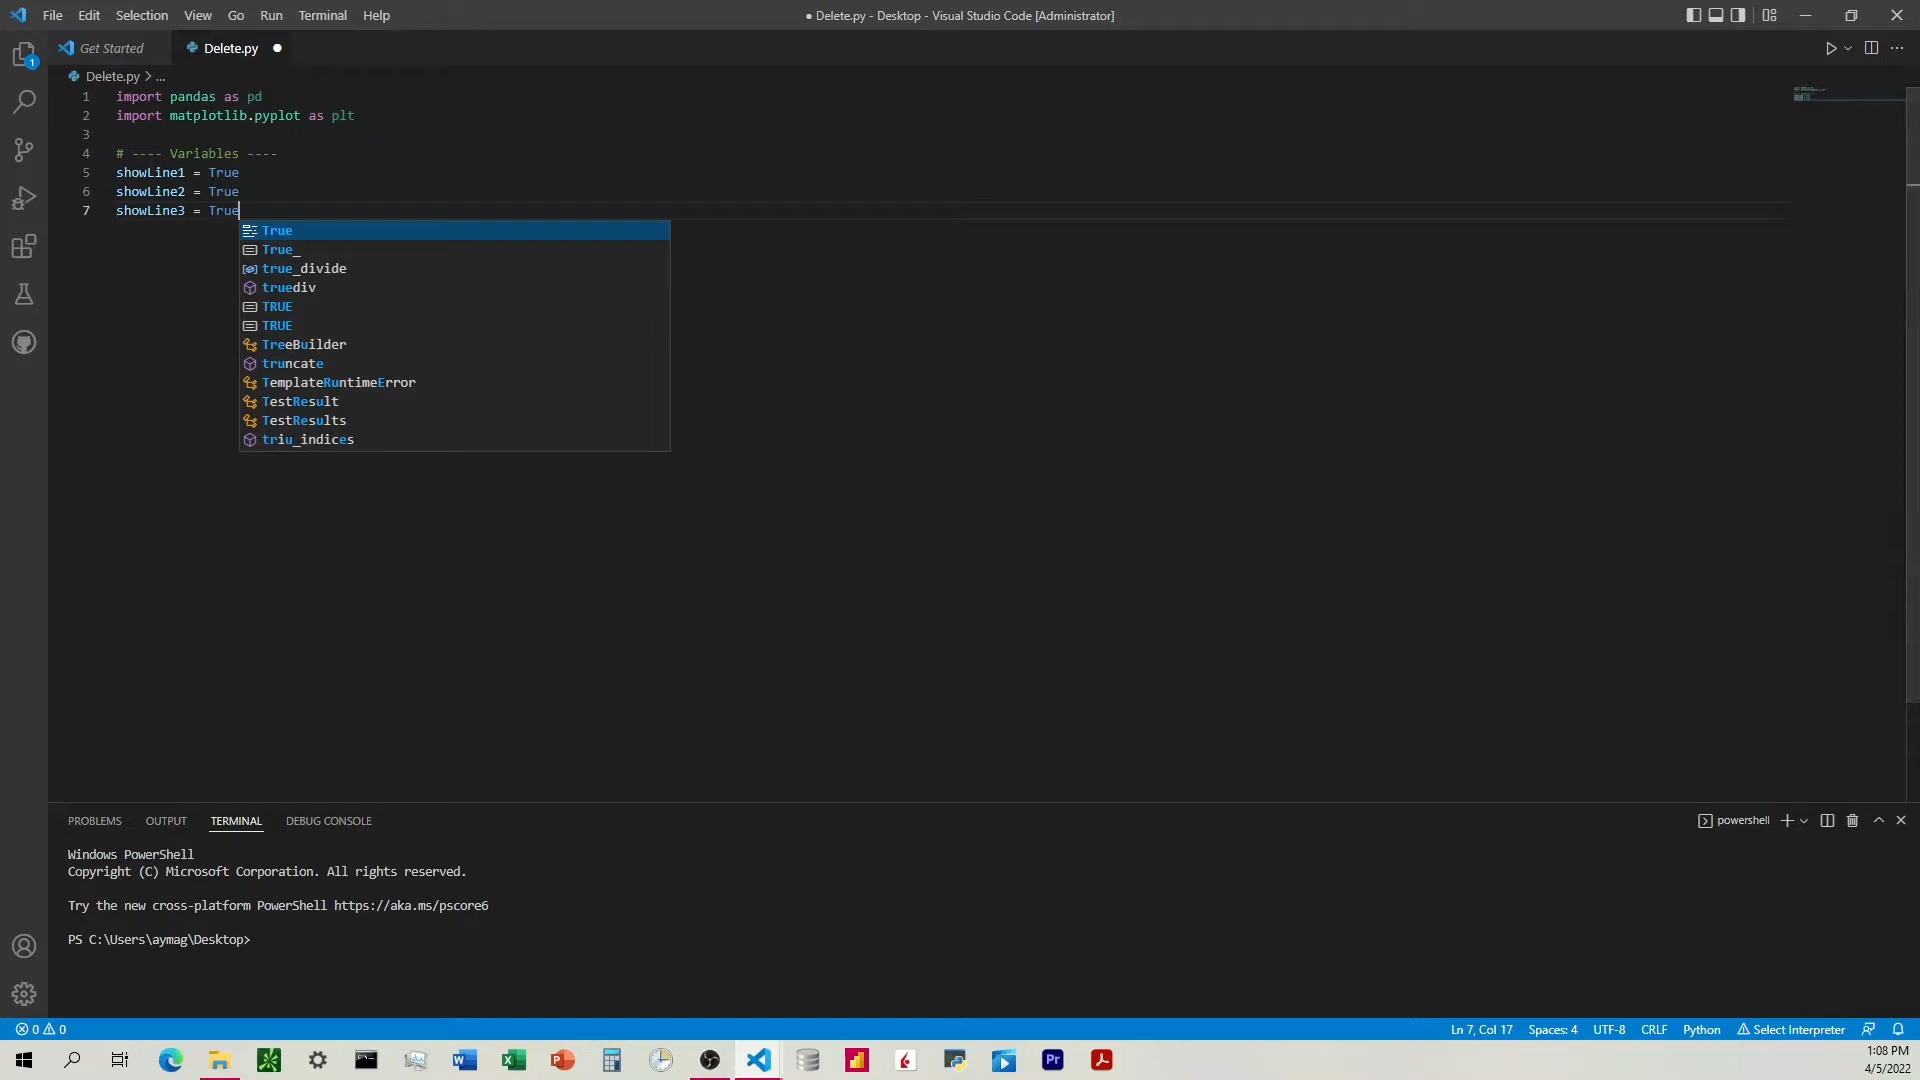 File Edit Selection View Go Run Terminal Help
● Delete.py - Desktop - Visual Studio Code [Administrator]
1
Get Started
Delete.py
Delete.py > ...
1 import pandas as pd
2 import matplotlib.pyplot as plt
3
4 # ---- Variables ----
5 showLine1 = True
6 showLine2 = True
7 showLine3 = True
True
True_
true_divide
truediv
TRUE
TRUE
TreeBuilder
truncate
TemplateRuntimeError
TestResult
TestResults
triu_indices
PROBLEMS OUTPUT TERMINAL DEBUG CONSOLE
powershell
Windows PowerShell
Copyright (C) Microsoft Corporation. All rights reserved.
Try the new cross-platform PowerShell https://aka.ms/pscore6
PS C:\Users\aymag\Desktop>
0 0
Ln 7, Col 17 Spaces: 4 UTF-8 CRLF Python Select Interpreter
Pr
1:08 PM
4/5/2022